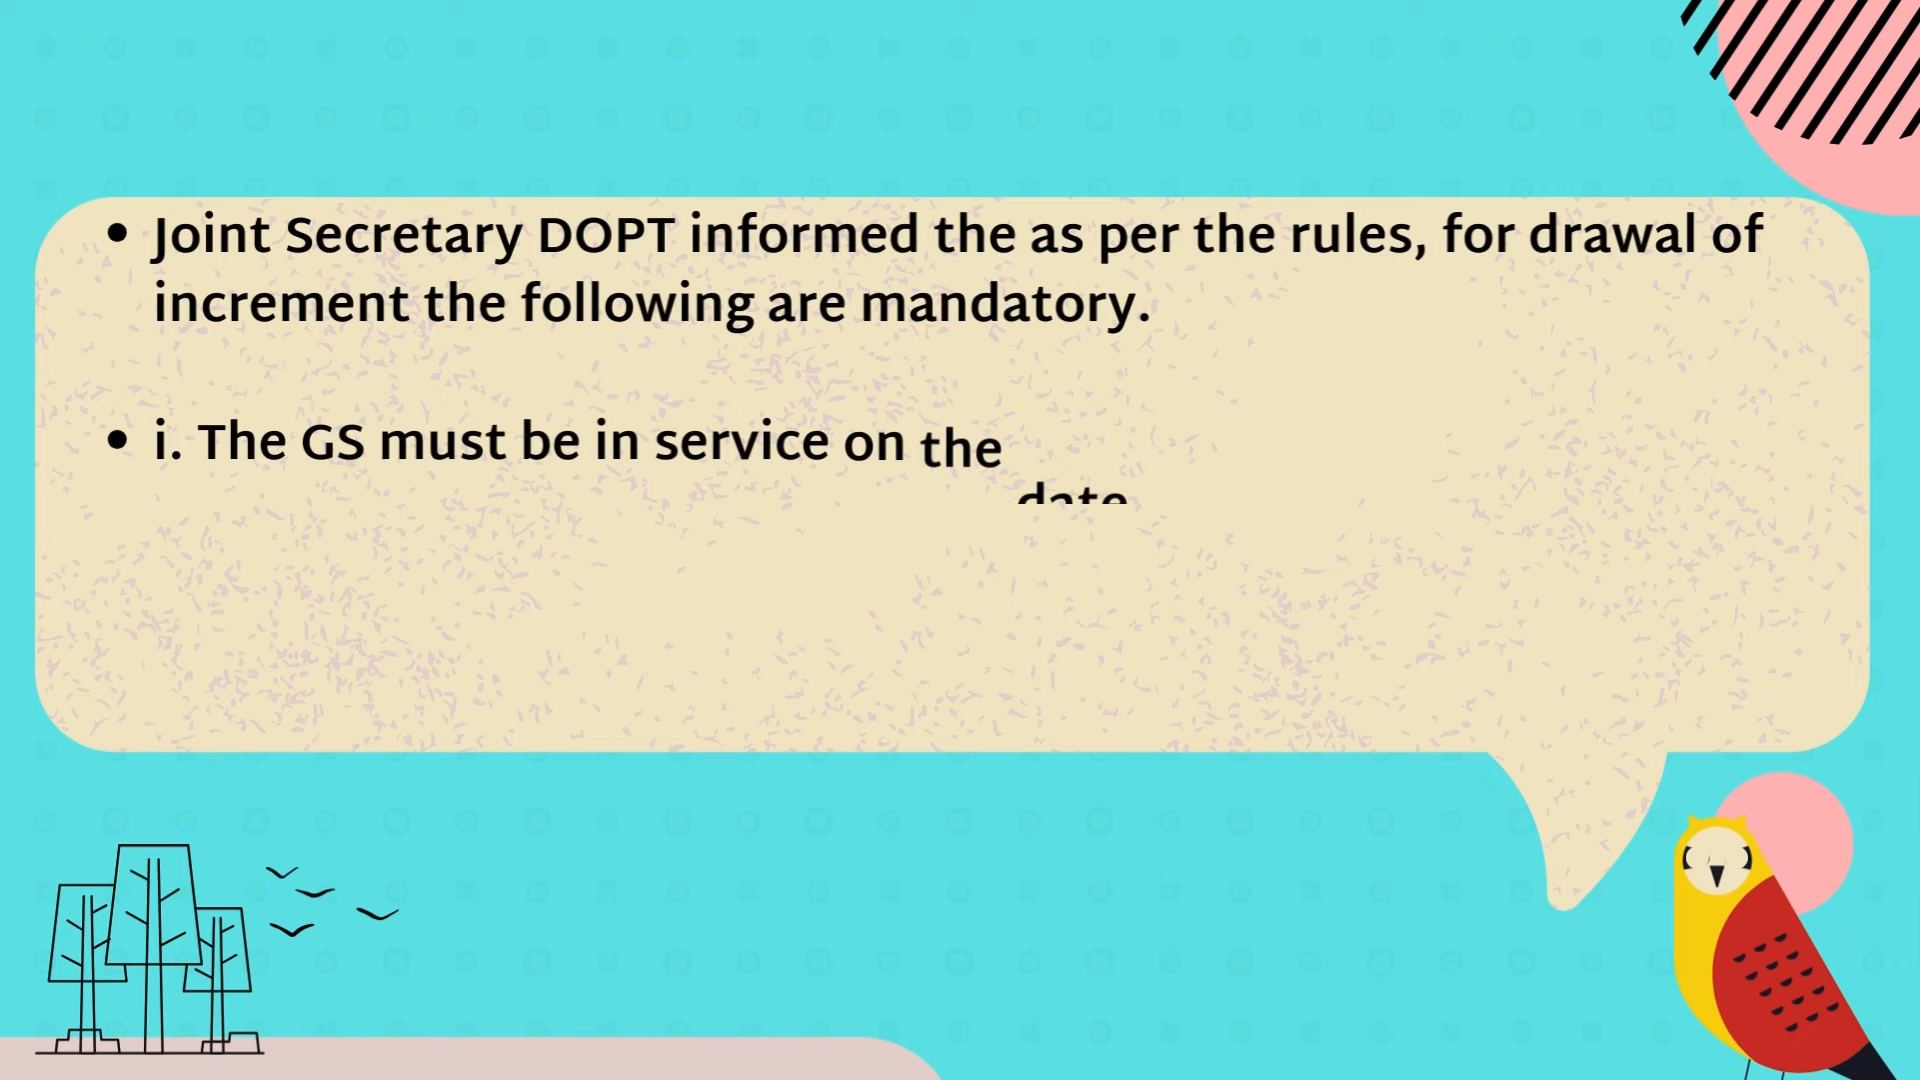 • Joint Secretary DOPT informed the as per the rules, for drawal of
increment the following are mandatory.
• i. The GS must be in service on the
date